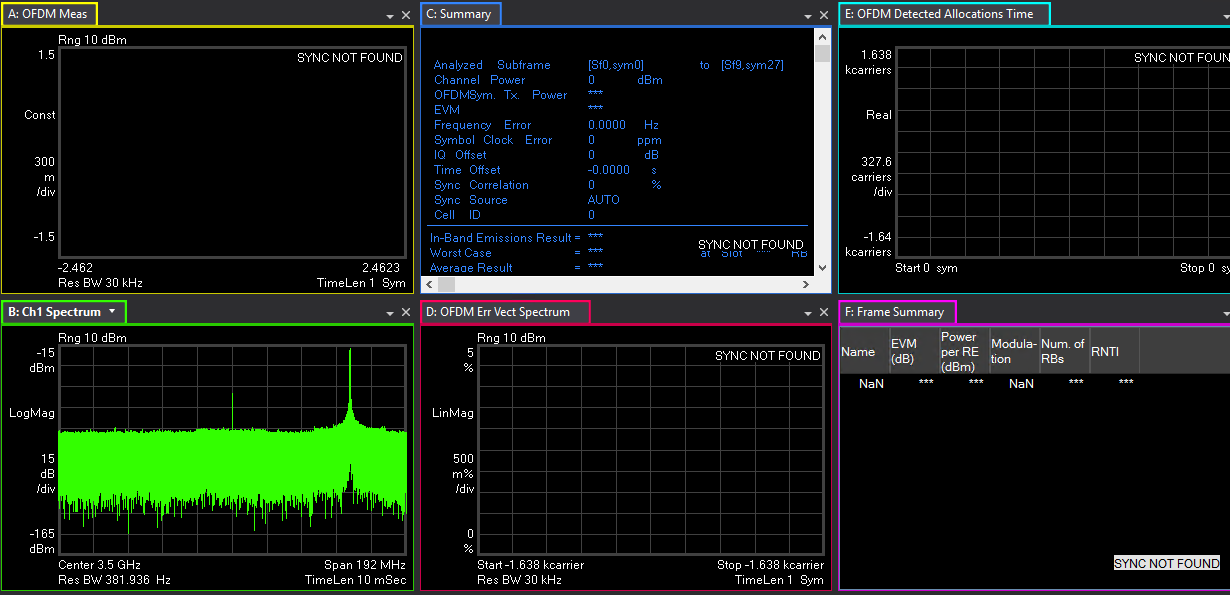 A: OFDM Meas
Rng 10 dBm
1.5
SYNC NOT FOUND
Const
300
m
/div
-1.5
-2.462
2.4623
Res BW 30 kHz
TimeLen 1 Sym
C: Summary
Analyzed Subframe [Sf0,sym0] to [Sf9,sym27]
Channel Power 0 dBm
OFDMSym. Tx. Power ***
EVM ***
Frequency Error 0.0000 Hz
Symbol Clock Error 0 ppm
IQ Offset 0 dB
Time Offset -0.0000 s
Sync Correlation 0 %
Sync Source AUTO
Cell ID 0
In-Band Emissions Result = ***
SYNC NOT FOUND
Worst Case = *** at Slot RB
Average Result = ***
E: OFDM Detected Allocations Time
1.638
kcarriers
SYNC NOT FOUN
Real
327.6
carriers
/div
-1.64
kcarriers
Start 0 sym
Stop 0 sy
B: Ch1 Spectrum
Rng 10 dBm
-15
dBm
LogMag
15
dB
/div
-165
dBm
Center 3.5 GHz
Span 192 MHz
Res BW 381.936 Hz
TimeLen 10 mSec
D: OFDM Err Vect Spectrum
Rng 10 dBm
5
%
SYNC NOT FOUND
LinMag
500
m%
/div
0
%
Start -1.638 kcarrier
Stop -1.638 kcarrier
Res BW 30 kHz
TimeLen 1 Sym
F: Frame Summary
Name EVM (dB) Power per RE (dBm) Modula-tion Num. of RBs RNTI
NaN *** *** NaN *** ***
SYNC NOT FOUND